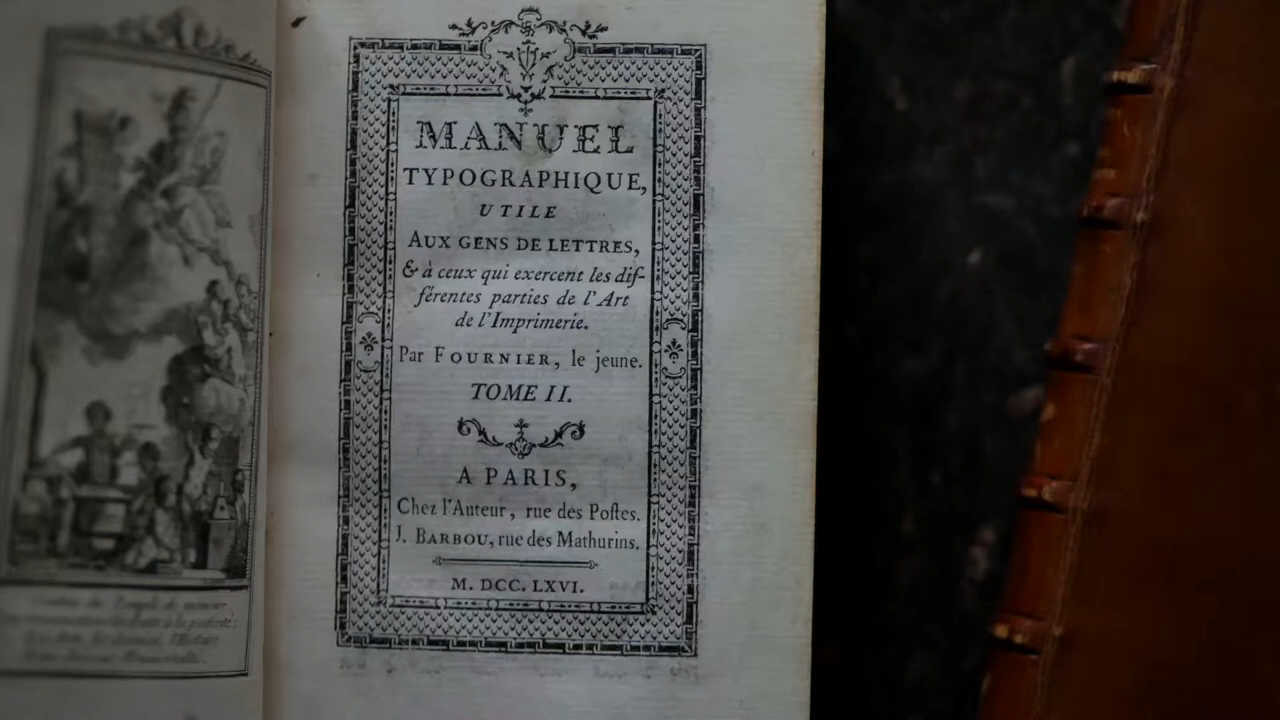 MANUEL
TYPOGRAPHIQUE,
UTILE
AUX GENS DE LETTRES,
& à ceux qui exercent les dif-
férentes parties de l'Art
de l'Imprimerie.
Par FOURNIER, le jeune.
TOME II.
A PARIS,
Chez l'Auteur, rue des Poſtes.
J. BARBOU, rue des Mathurins.
M. DCC. LXVI.